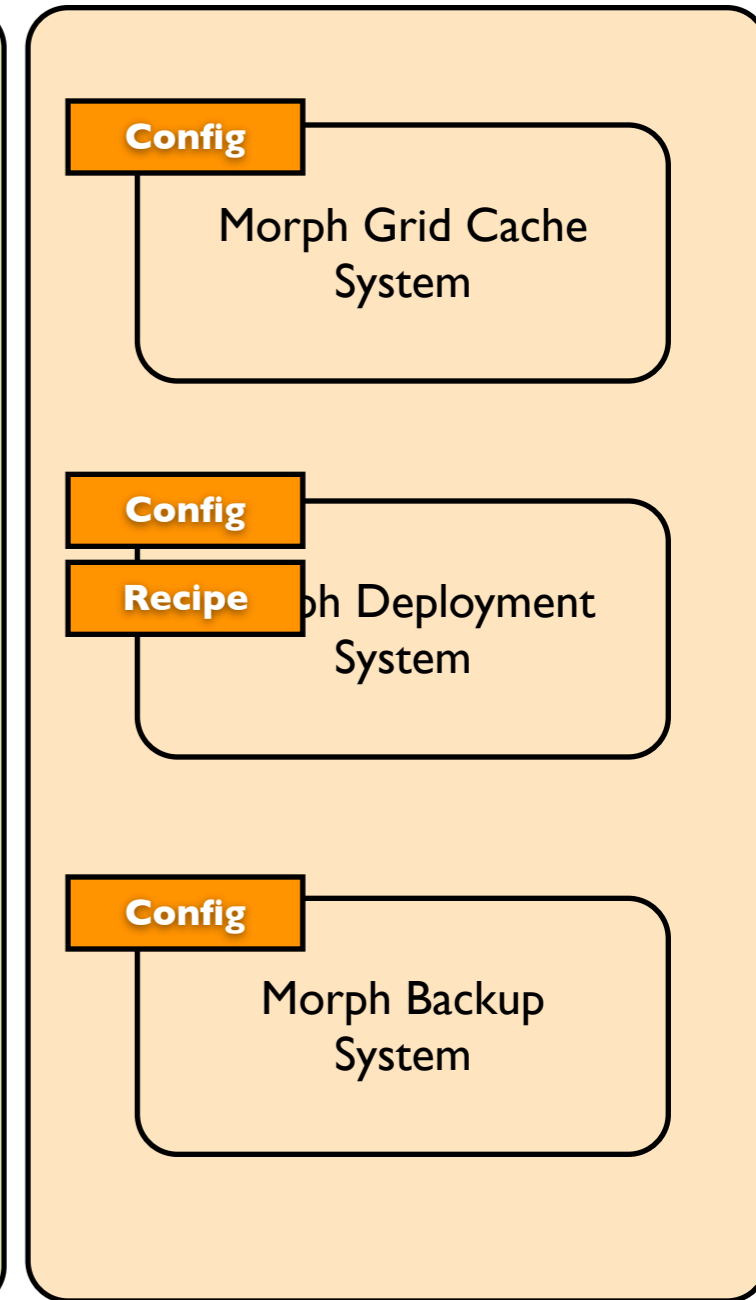 Config
Morph Grid Cache
System
Config
Recipe
ph Deployment
System
Config
Morph Backup
System